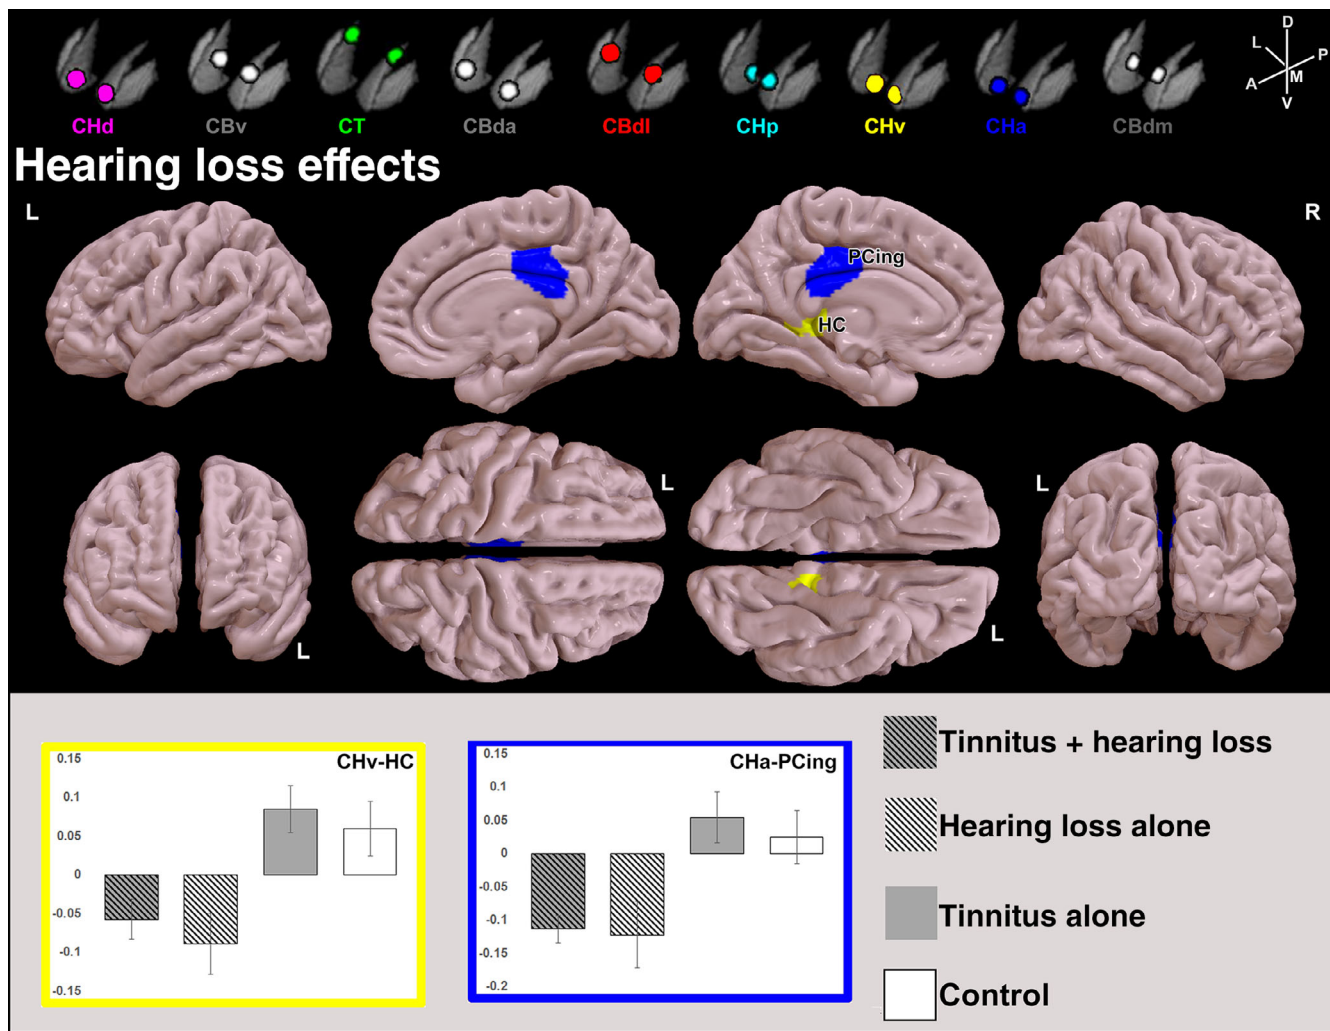 CHd CBv CT CBda CBdl CHp CHv CHa CBdm
D
L P
A M
V
Hearing loss effects
L R
PCing
HC
L L
L L
CHv-HC
0.15
0.1
0.05
0
-0.05
-0.1
-0.15
CHa-PCing
0.15
0.1
0.05
0
-0.05
-0.1
-0.15
-0.2
Tinnitus + hearing loss
Hearing loss alone
Tinnitus alone
Control